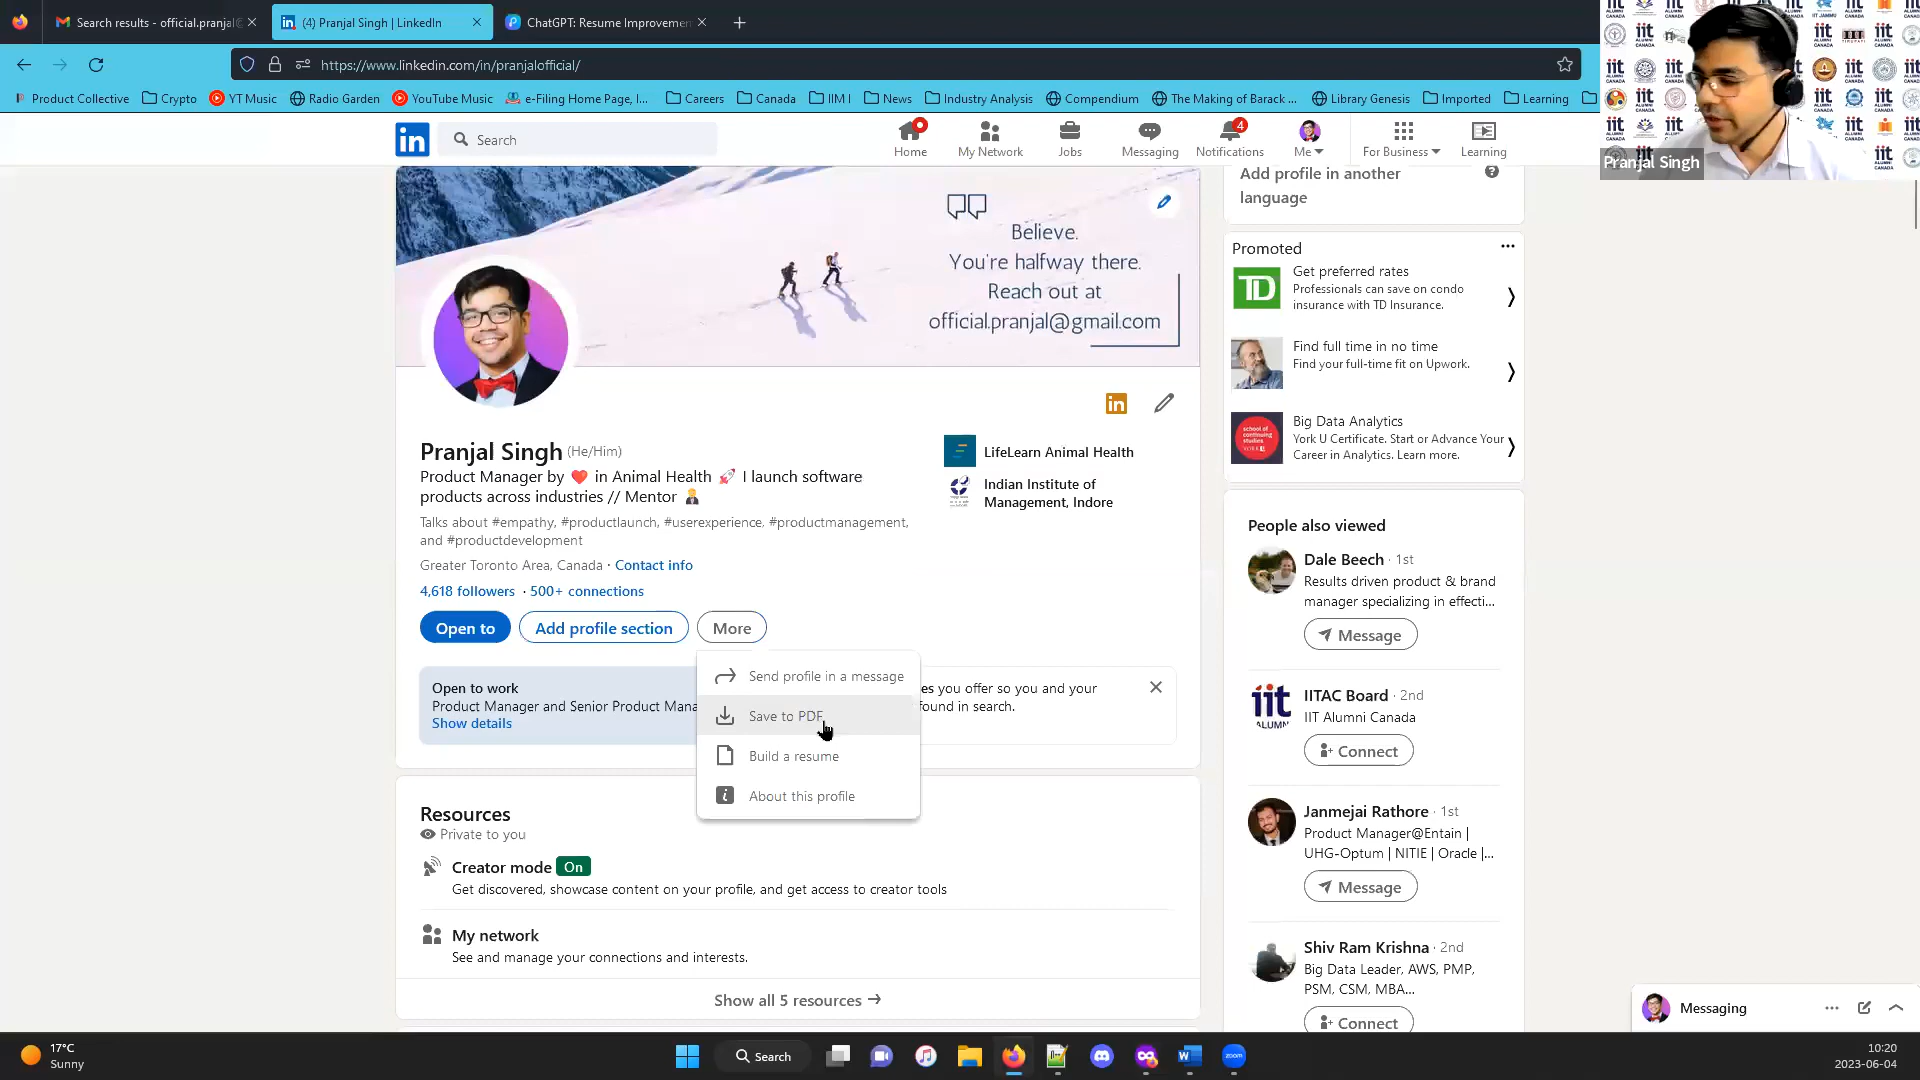 Search results - official.pranjal@
(4) Pranjal Singh | LinkedIn
ChatGPT: Resume Improvemen
https://www.linkedin.com/in/pranjalofficial/
Product Collective
Crypto
YT Music
Radio Garden
YouTube Music
e-Filing Home Page, I...
Careers
Canada
IIM I
News
Industry Analysis
Compendium
The Making of Barack ...
Library Genesis
Imported
Learning
Pranjal Singh
in
Search
Home
My Network
Jobs
Messaging
4
Notifications
Me
For Business
Learning
Believe.
You're halfway there.
Reach out at
official.pranjal@gmail.com
Pranjal Singh (He/Him)
Product Manager by ❤️ in Animal Health 🚀 I launch software
products across industries // Mentor
Talks about #empathy, #productlaunch, #userexperience, #productmanagement,
and #productdevelopment
Greater Toronto Area, Canada · Contact info
4,618 followers · 500+ connections
Open to
Add profile section
More
in
LifeLearn Animal Health
Indian Institute of
Management, Indore
Send profile in a message
Save to PDF
Build a resume
About this profile
Open to work
Product Manager and Senior Product Mana
Show details
es you offer so you and your
found in search.
Resources
Private to you
Creator mode On
Get discovered, showcase content on your profile, and get access to creator tools
My network
See and manage your connections and interests.
Show all 5 resources →
Add profile in another
language
Promoted
TD
Get preferred rates
Professionals can save on condo
insurance with TD Insurance.
Find full time in no time
Find your full-time fit on Upwork.
Big Data Analytics
York U Certificate. Start or Advance Your
Career in Analytics. Learn more.
People also viewed
Dale Beech · 1st
Results driven product & brand
manager specializing in effecti...
Message
iit
IITAC Board · 2nd
IIT Alumni Canada
Connect
Janmejai Rathore · 1st
Product Manager@Entain |
UHG-Optum | NITIE | Oracle |...
Message
Shiv Ram Krishna · 2nd
Big Data Leader, AWS, PMP,
PSM, CSM, MBA...
Connect
Messaging
17°C
Sunny
Search
zoom
10:20
2023-06-04